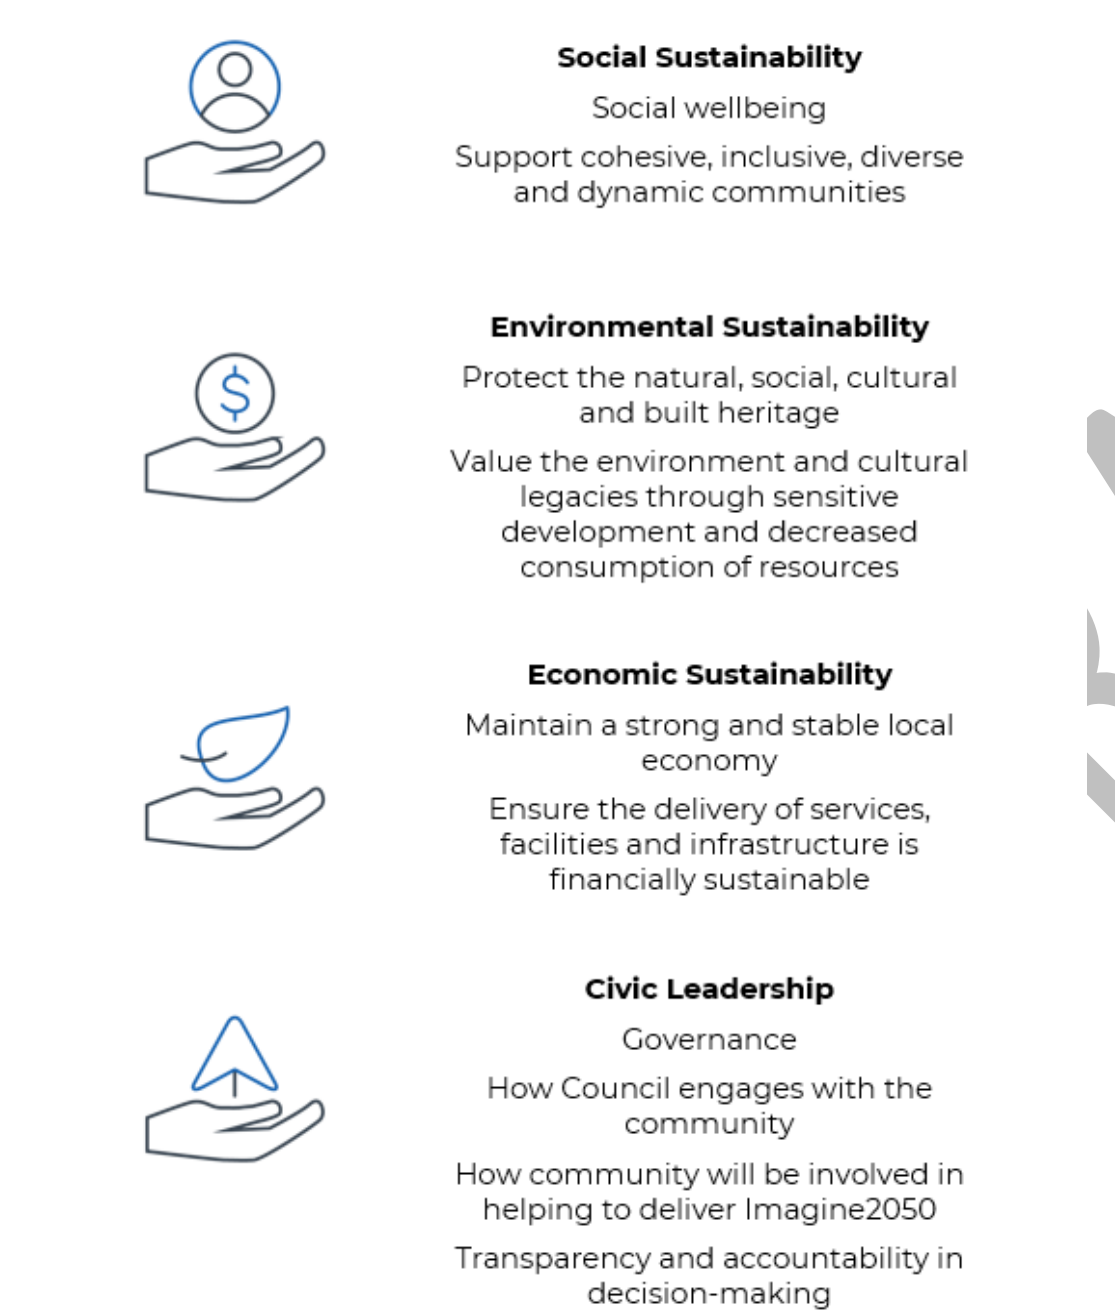 Social Sustainability
Social wellbeing
Support cohesive, inclusive, diverse
and dynamic communities
Environmental Sustainability
$
Protect the natural, social, cultural
and built heritage
Value the environment and cultural
legacies through sensitive
development and decreased
consumption of resources
Economic Sustainability
Maintain a strong and stable local
economy
Ensure the delivery of services,
facilities and infrastructure is
financially sustainable
Civic Leadership
Governance
How Council engages with the
community
How community will be involved in
helping to deliver Imagine2050
Transparency and accountability in
decision-making